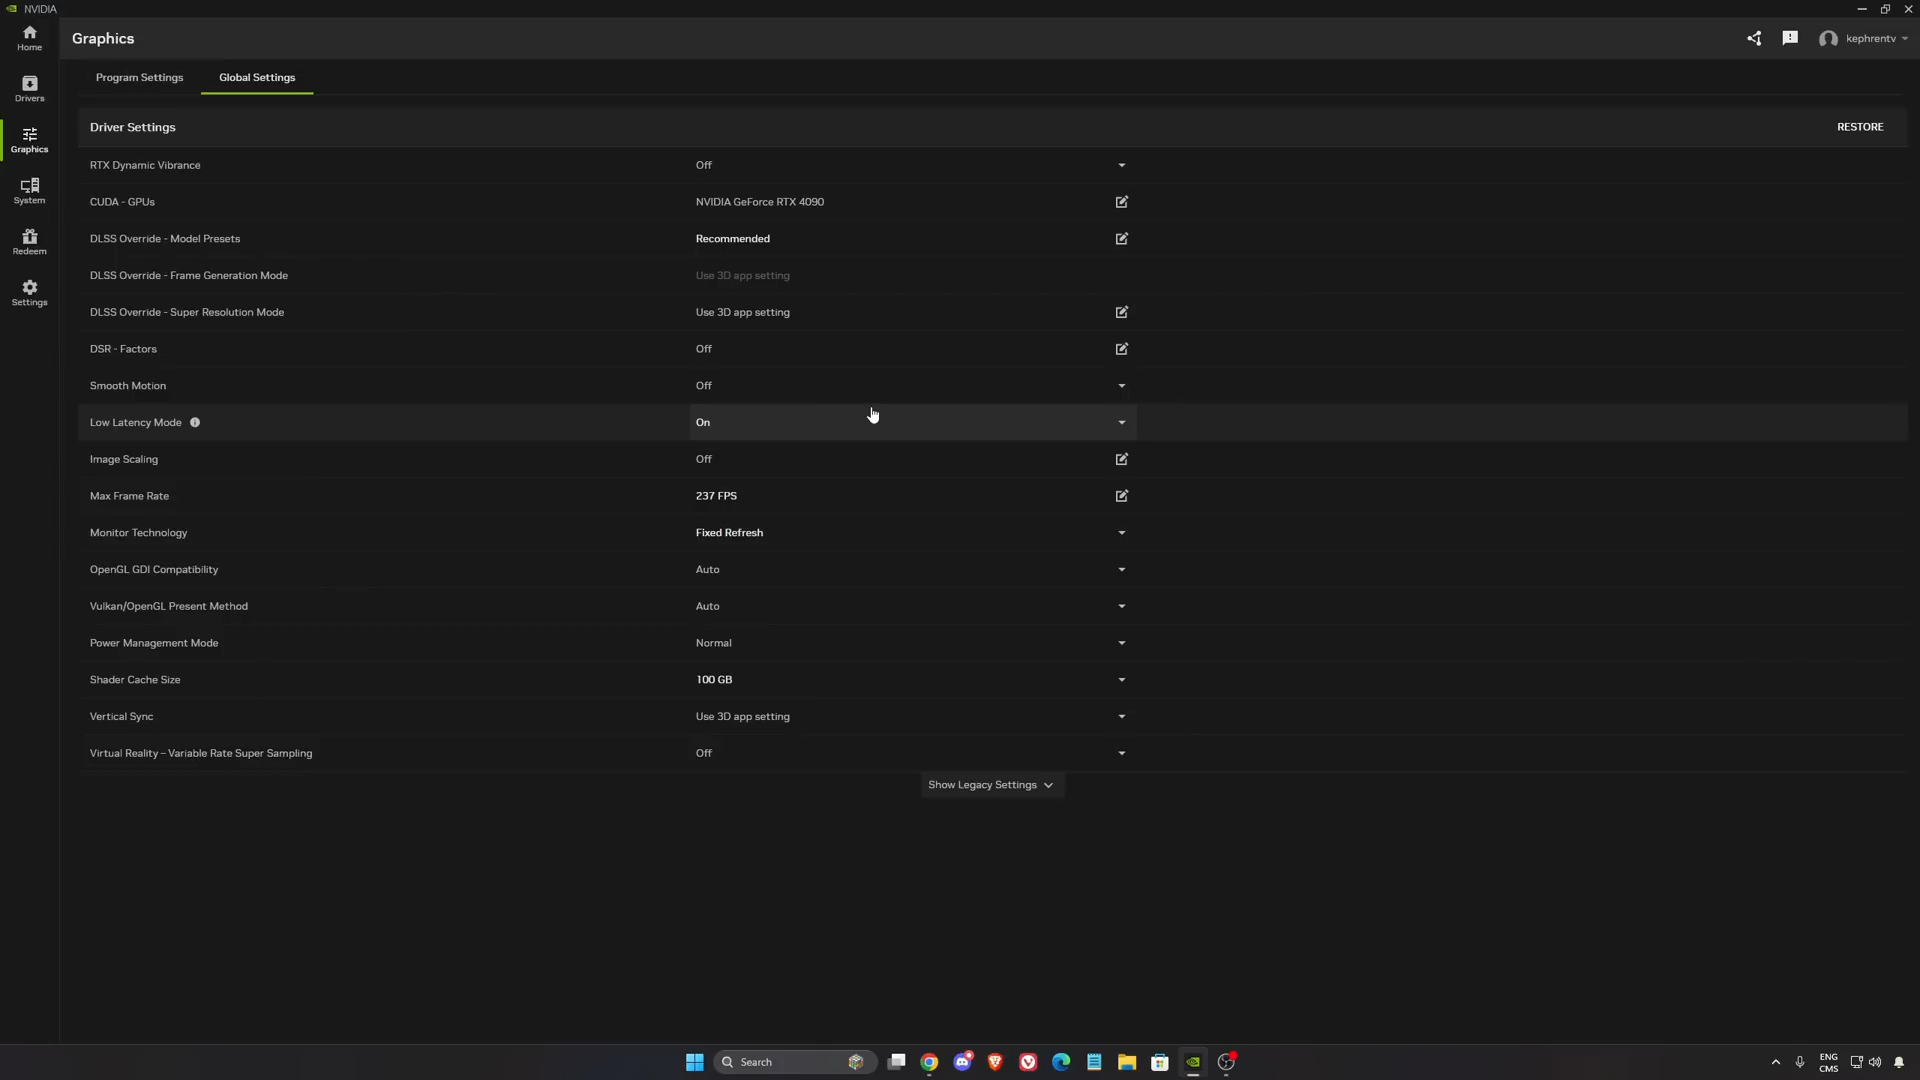 NVIDIA
Home
Graphics
kephrentv
Program Settings
Global Settings
Drivers
Driver Settings
RESTORE
Graphics
RTX Dynamic Vibrance
Off
CUDA - GPUs
NVIDIA GeForce RTX 4090
System
DLSS Override - Model Presets
Recommended
Redeem
DLSS Override - Frame Generation Mode
Use 3D app setting
Settings
DLSS Override - Super Resolution Mode
Use 3D app setting
DSR - Factors
Off
Smooth Motion
Off
Low Latency Mode
On
Image Scaling
Off
Max Frame Rate
237 FPS
Monitor Technology
Fixed Refresh
OpenGL GDI Compatibility
Auto
Vulkan/OpenGL Present Method
Auto
Power Management Mode
Normal
Shader Cache Size
100 GB
Vertical Sync
Use 3D app setting
Virtual Reality – Variable Rate Super Sampling
Off
Show Legacy Settings
Search
ENG
CMS